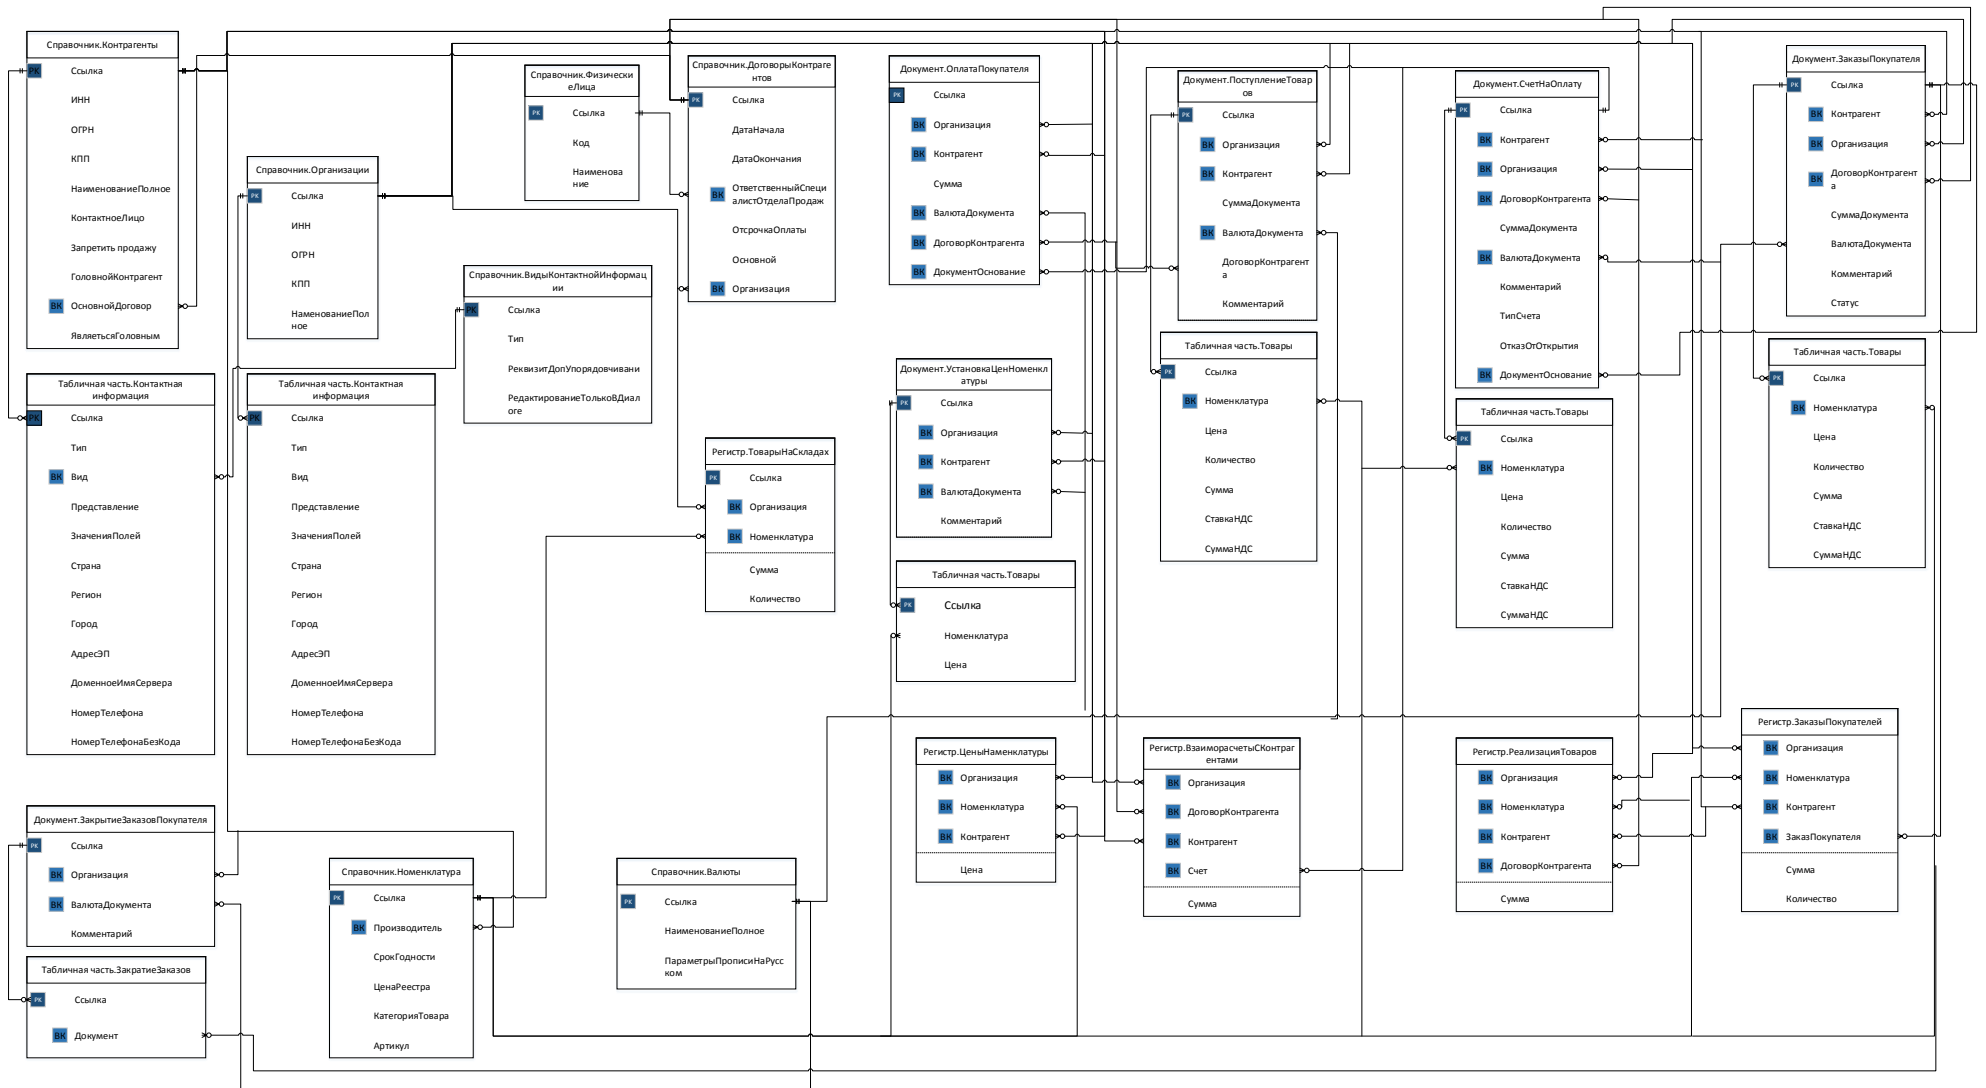 Справочник.Контрагенты
PK
Ссылка
ИНН
ОГРН
КПП
НаименованиеПолное
КонтактноеЛицо
Запретить продажу
ГоловнойКонтрагент
ВК
ОсновнойДоговор
ЯвляетьсяГоловным
Табличная часть.Контактная
информация
PK
Ссылка
Тип
ВК
Вид
Представление
ЗначенияПолей
Страна
Регион
Город
АдресЭП
ДоменноеИмяСервера
НомерТелефона
НомерТелефонаБезКода
Документ.ЗакрытиеЗаказовПокупателя
PK
Ссылка
ВК
Организация
ВК
ВалютаДокумента
Комментарий
Табличная часть.ЗакратиеЗаказов
PK
Ссылка
ВК
Документ
Справочник.Организации
PK
Ссылка
ИНН
ОГРН
КПП
НаменованиеПол
ное
Табличная часть.Контактная
информация
PK
Ссылка
Тип
Вид
Представление
ЗначенияПолей
Страна
Регион
Город
АдресЭП
ДоменноеИмяСервера
НомерТелефона
НомерТелефонаБезКода
Справочник.Номенклатура
PK
Ссылка
ВК
Производитель
СрокГодности
ЦенаРеестра
КатегорияТовара
Артикул
Справочник.Физически
еЛица
PK
Ссылка
Код
Наименова
ние
Справочник.ВидыКонтактнойИнформац
ии
PK
Ссылка
Тип
РеквизитДопУпорядовчивани
РедактированиеТолькоВДиал
оге
Справочник.ДоговорыКонтраге
нтов
PK
Ссылка
ДатаНачала
ДатаОкончания
ВК
ОтветственныйСпеци
алистОтделаПродаж
ОтсрочкаОплаты
Основной
ВК
Организация
Регистр.ТоварыНаСкладах
PK
Ссылка
ВК
Организация
ВК
Номенклатура
Сумма
Количество
Справочник.Валюты
PK
Ссылка
НаименованиеПолное
ПараметрыПрописиНаРусс
ком
Документ.ОплатаПокупателя
PK
Ссылка
ВК
Организация
ВК
Контрагент
Сумма
ВК
ВалютаДокумента
ВК
ДоговорКонтрагента
ВК
ДокументОснование
Документ.УстановкаЦенНоменкл
атуры
PK
Ссылка
ВК
Организация
ВК
Контрагент
ВК
ВалютаДокумента
Комментарий
Табличная часть.Товары
PK
Ссылка
Номенклатура
Цена
Регистр.ЦеныНаменклатуры
ВК
Организация
ВК
Номенклатура
ВК
Контрагент
Цена
Документ.ПоступлениеТовар
ов
PK
Ссылка
ВК
Организация
ВК
Контрагент
СуммаДокумента
ВК
ВалютаДокумента
ДоговорКонтрагент
а
Комментарий
Табличная часть.Товары
PK
Ссылка
ВК
Номенклатура
Цена
Количество
Сумма
СтавкаНДС
СуммаНДС
Регистр.ВзаиморасчетыСКонтраг
ентами
ВК
Организация
ВК
ДоговорКонтрагента
ВК
Контрагент
ВК
Счет
Сумма
Документ.СчетНаОплату
PK
Ссылка
ВК
Контрагент
ВК
Организация
ВК
ДоговорКонтрагента
СуммаДокумента
ВК
ВалютаДокумента
Комментарий
ТипСчета
ОтказОтОткрытия
ВК
ДокументОснование
Табличная часть.Товары
PK
Ссылка
ВК
Номенклатура
Цена
Количество
Сумма
СтавкаНДС
СуммаНДС
Регистр.РеализацияТоваров
ВК
Организация
ВК
Номенклатура
ВК
Контрагент
ВК
ДоговорКонтрагента
Сумма
Документ.ЗаказыПокупателя
PK
Ссылка
ВК
Контрагент
ВК
Организация
ВК
ДоговорКонтрагент
а
СуммаДокумента
ВалютаДокумента
Комментарий
Статус
Табличная часть.Товары
PK
Ссылка
ВК
Номенклатура
Цена
Количество
Сумма
СтавкаНДС
СуммаНДС
Регистр.ЗаказыПокупателей
ВК
Организация
ВК
Номенклатура
ВК
Контрагент
ВК
ЗаказПокупателя
Сумма
Количество